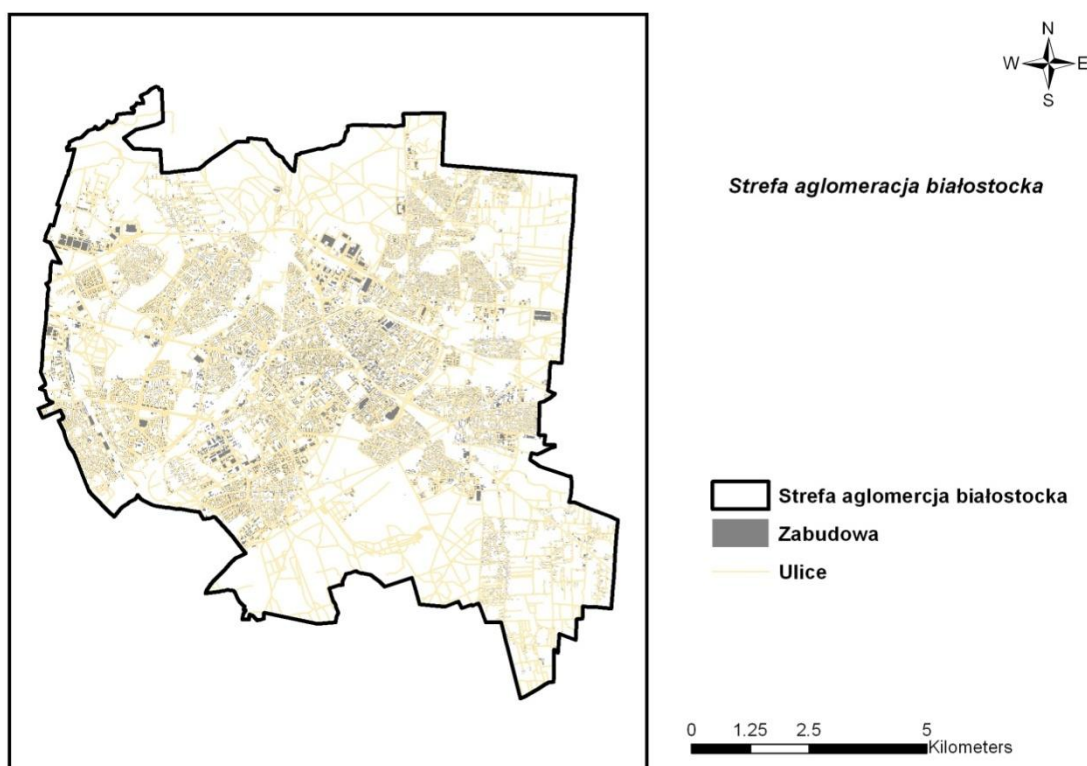 N
W E
S
Strefa aglomeracja białostocka
Strefa aglomercja białostocka
Zabudowa
Ulice
0 1.25 2.5 5
Kilometers